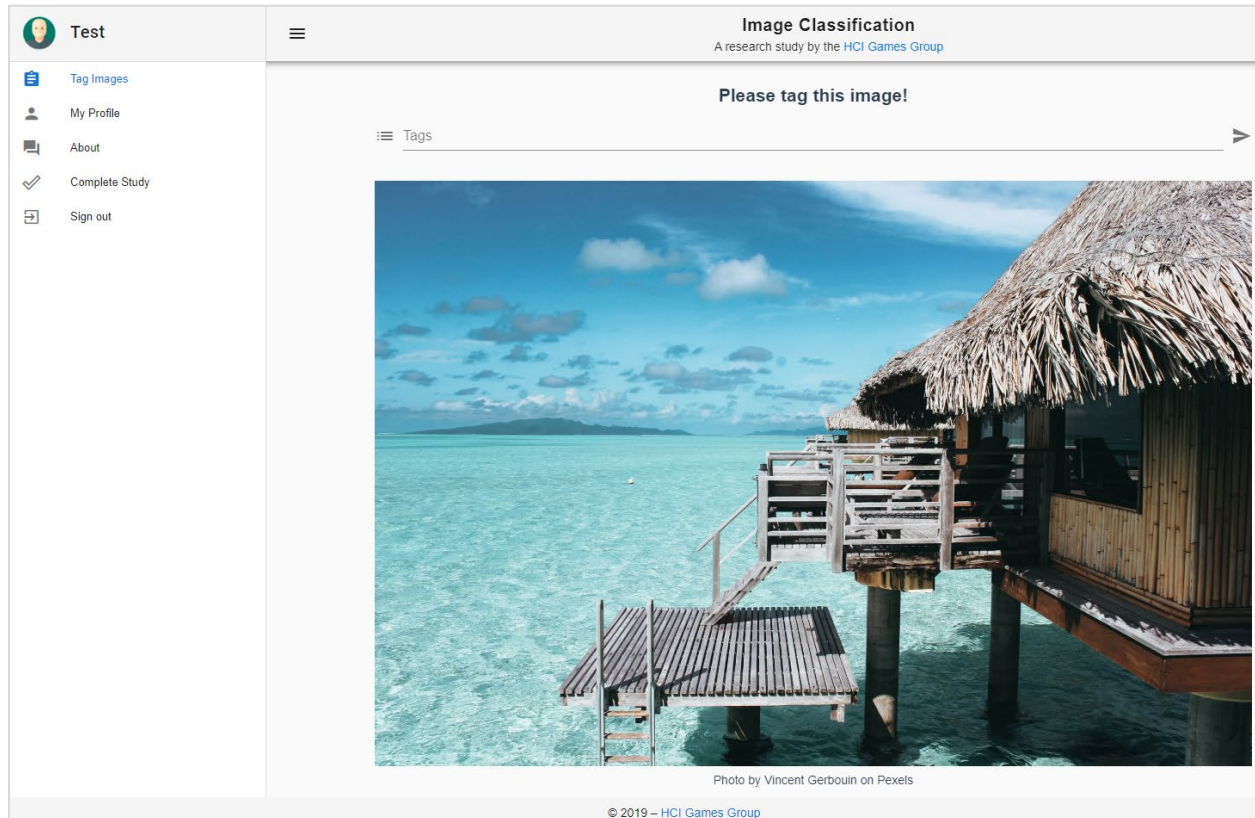 Test
Tag Images
My Profile
About
Complete Study
Sign out
Image Classification
A research study by the HCI Games Group
Please tag this image!
Tags
Photo by Vincent Gerbouin on Pexels
© 2019 – HCI Games Group